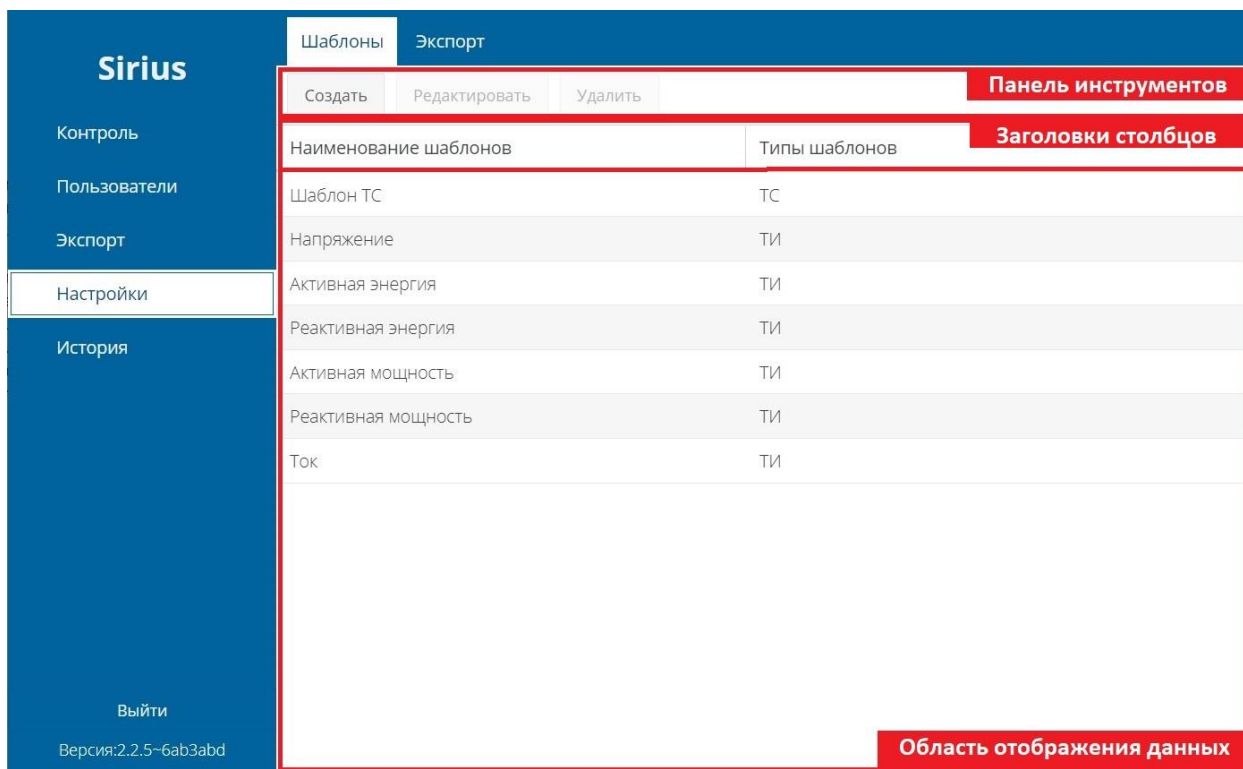 Sirius
Контроль
Пользователи
Экспорт
Настройки
История
Выйти
Версия:2.2.5~6ab3abd
Шаблоны Экспорт
Создать Редактировать Удалить Панель инструментов
Наименование шаблонов Типы шаблонов Заголовки столбцов
Шаблон ТС ТС
Напряжение ТИ
Активная энергия ТИ
Реактивная энергия ТИ
Активная мощность ТИ
Реактивная мощность ТИ
Ток ТИ
Область отображения данных